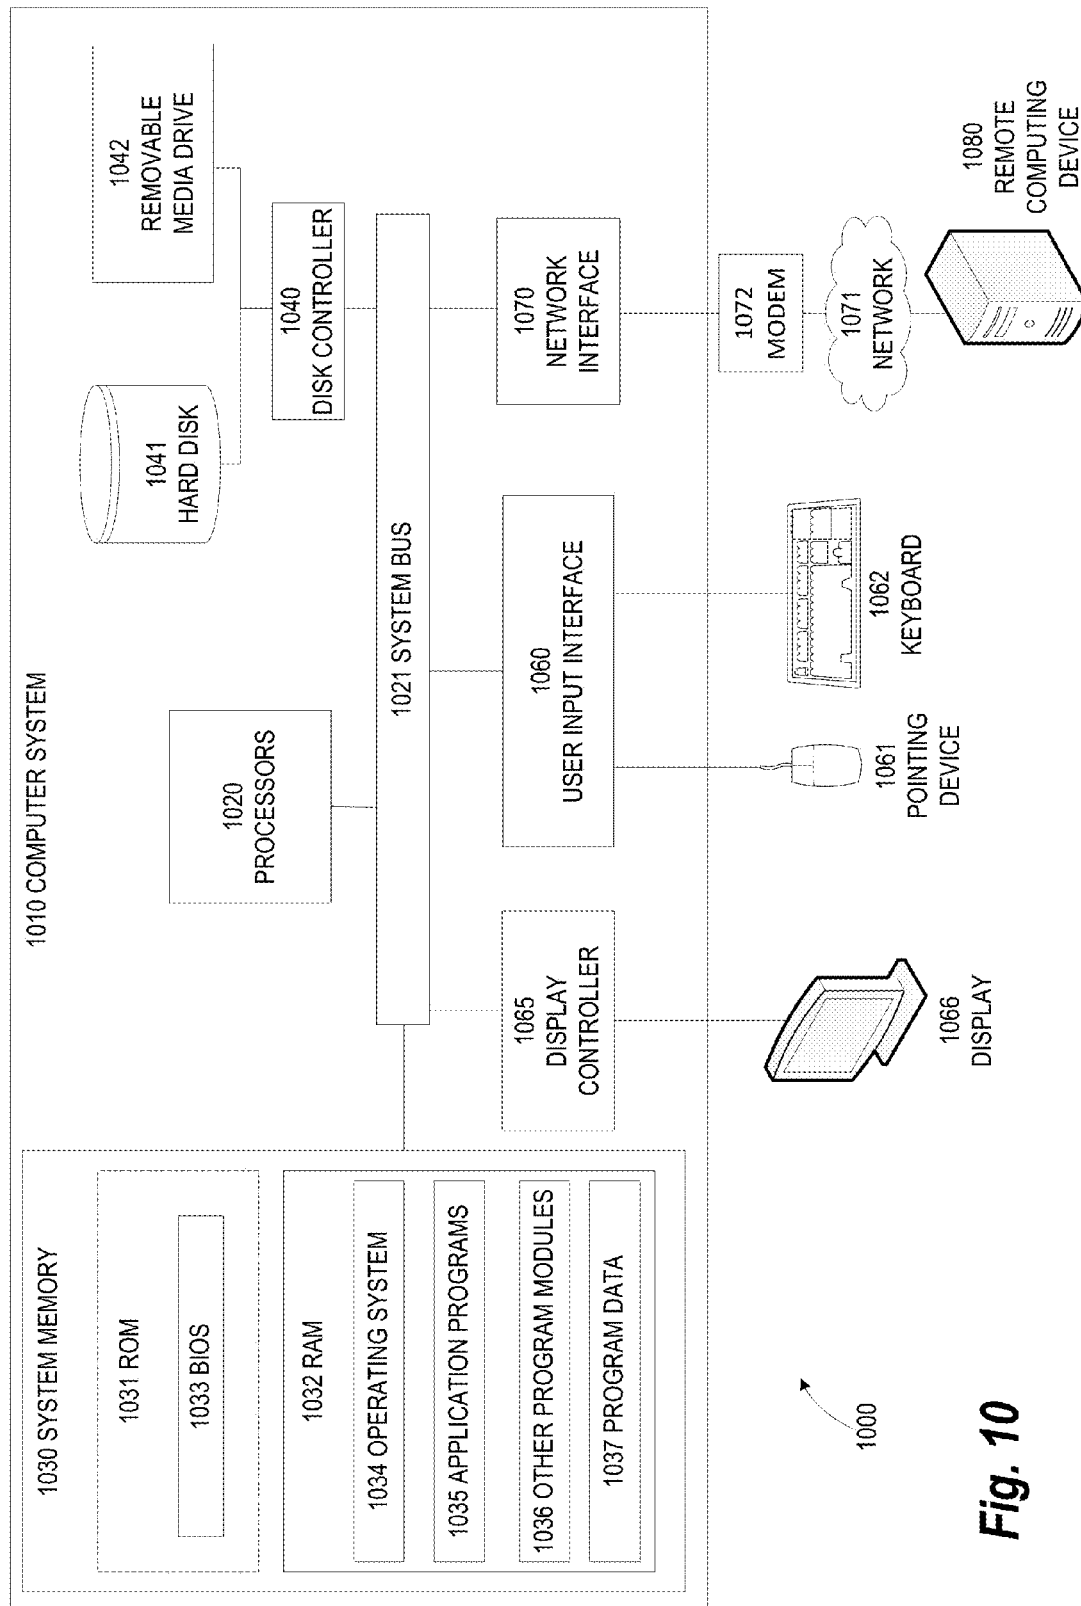 1010 COMPUTER SYSTEM
1030 SYSTEM MEMORY
1031 ROM
1033 BIOS
1032 RAM
1034 OPERATING SYSTEM
1035 APPLICATION PROGRAMS
1036 OTHER PROGRAM MODULES
1037 PROGRAM DATA
1020
PROCESSORS
1041
HARD DISK
1042
REMOVABLE
MEDIA DRIVE
1040
DISK CONTROLLER
1021 SYSTEM BUS
1065
DISPLAY
CONTROLLER
1060
USER INPUT INTERFACE
1070
NETWORK
INTERFACE
1072
MODEM
1071
NETWORK
1066
DISPLAY
1061
POINTING
DEVICE
1062
KEYBOARD
1080
REMOTE
COMPUTING
DEVICE
1000
Fig. 10